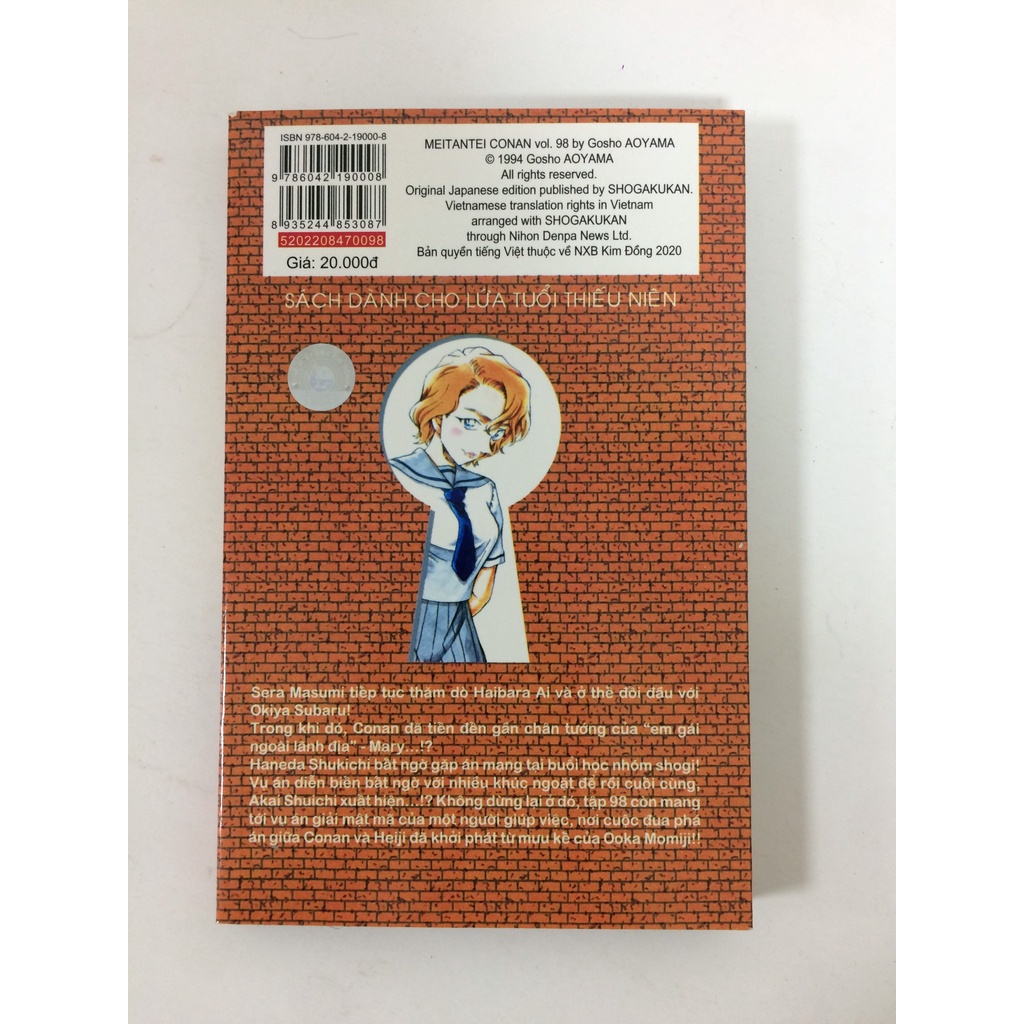 ISBN 978-604-2-19000-8
9 786042 190008
8 935244 853087
5202208470098
Giá: 20.000đ
MEITANTEI CONAN vol. 98 by Gosho AOYAMA
© 1994 Gosho AOYAMA
All rights reserved.
Original Japanese edition published by SHOGAKUKAN.
Vietnamese translation rights in Vietnam
arranged with SHOGAKUKAN
through Nihon Denpa News Ltd.
Bản quyền tiếng Việt thuộc về NXB Kim Đồng 2020
SÁCH DÀNH CHO LỨA TUỔI THIẾU NIÊN
Sera Masumi tiếp tục thăm dò Haibara Ai và ở thế đối đầu với
Okiya Subaru!
Trong khi đó, Conan đã tiến đến gần chân tướng của "em gái
ngoài lãnh địa" - Mary...!?
Haneda Shukichi bất ngờ gặp án mạng tại buổi học nhóm shogi!
Vụ án diễn biến bất ngờ với nhiều khúc ngoặt để rồi cuối cùng,
Akai Shuichi xuất hiện...!? Không dừng lại ở đó, tập 98 còn mang
tới vụ án giải mật mã của một người giúp việc, nơi cuộc đua phá
án giữa Conan và Heiji đã khởi phát từ mưu kế của Ooka Momiji!!